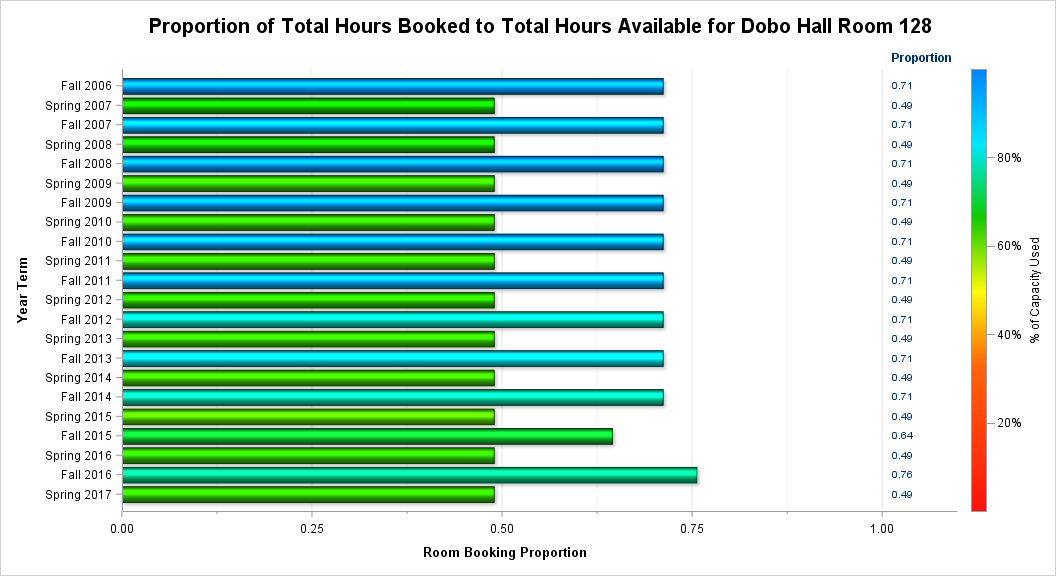 Proportion of Total Hours Booked to Total Hours Available for Dobo Hall Room 128
Proportion
Fall 2006 0.71
Spring 2007 0.49
Fall 2007 0.71
Spring 2008 0.49
Fall 2008 0.71
Spring 2009 0.49
Fall 2009 0.71
Spring 2010 0.49
Fall 2010 0.71
Spring 2011 0.49
Fall 2011 0.71
Spring 2012 0.49
Fall 2012 0.71
Spring 2013 0.49
Fall 2013 0.71
Spring 2014 0.49
Fall 2014 0.71
Spring 2015 0.49
Fall 2015 0.64
Spring 2016 0.49
Fall 2016 0.76
Spring 2017 0.49
Year Term
0.00 0.25 0.50 0.75 1.00
Room Booking Proportion
80%
60%
40%
20%
% of Capacity Used